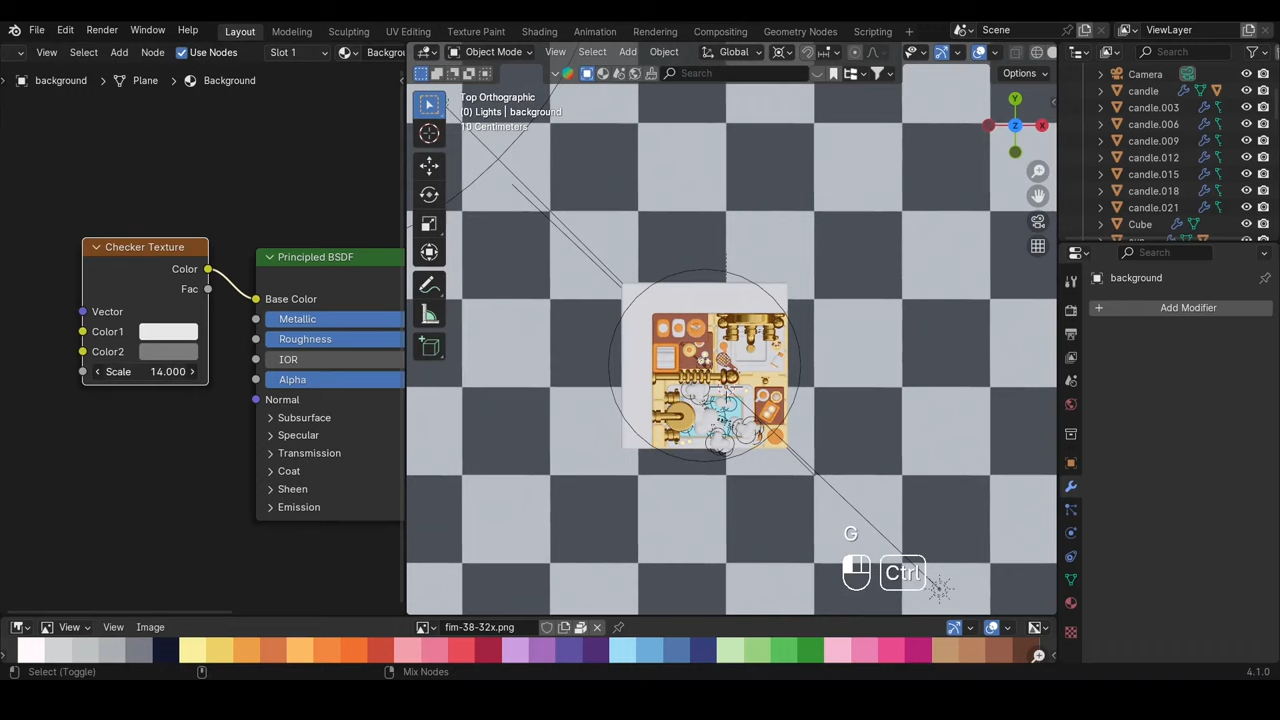 File Edit Render Window Help Layout Modeling Sculpting UV Editing Texture Paint Shading Animation Rendering Compositing Geometry Nodes Scripting Scene ViewLayer
View Select Add Node Use Nodes Slot 1 Backgro Object Mode View Select Add Object Global Search
background Plane Background Search Options
Top Orthographic
(0) Lights | background
10 Centimeters
Y
Z
X
Camera
candle
candle.003
candle.006
candle.009
candle.012
candle.015
candle.018
candle.021
Cube
Search
background
Add Modifier
Checker Texture
Color
Fac
Vector
Color1
Color2
Scale 14.000
Principled BSDF
Base Color
Metallic
Roughness
IOR
Alpha
Normal
Subsurface
Specular
Transmission
Coat
Sheen
Emission
G
Ctrl
View View Image fim-38-32x.png
Select (Toggle) Mix Nodes 4.1.0